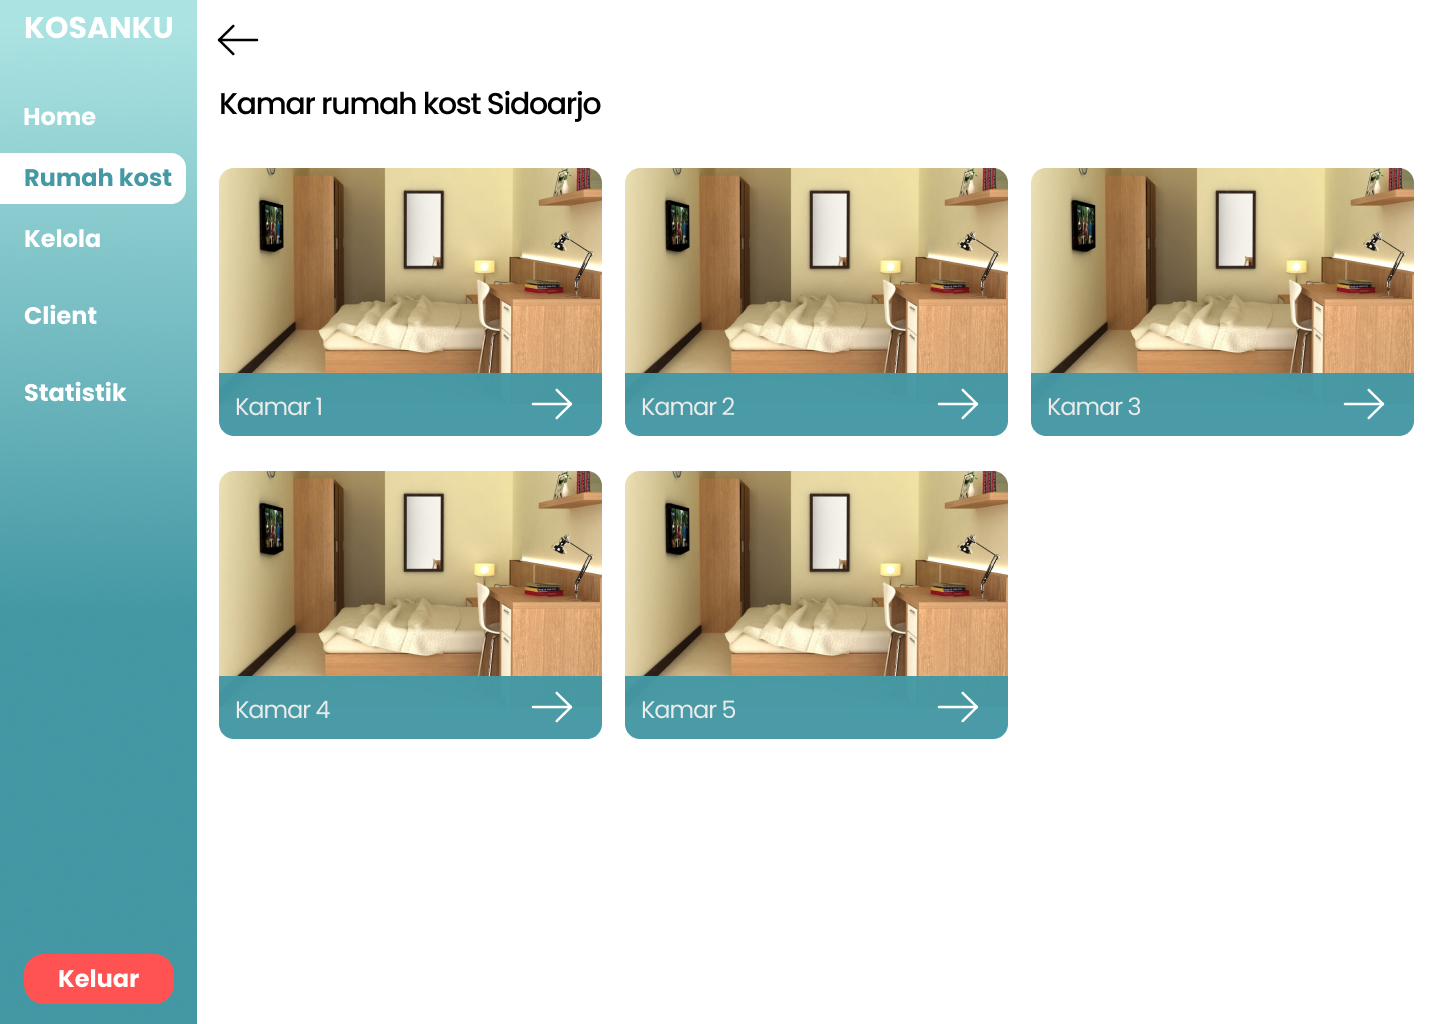 KOSANKU
Home
Rumah kost
Kelola
Client
Statistik
Keluar
Kamar rumah kost Sidoarjo
Kamar 1
Kamar 2
Kamar 3
Kamar 4
Kamar 5